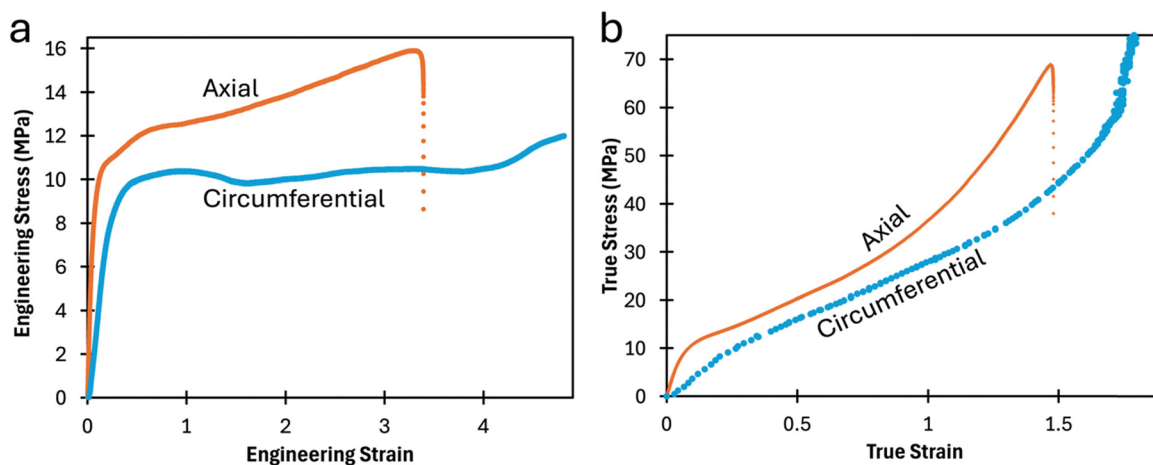 a
Engineering Stress (MPa)
16
14
12
10
8
6
4
2
0
0 1 2 3 4
Engineering Strain
Axial
Circumferential
b
True Stress (MPa)
70
60
50
40
30
20
10
0
0 0.5 1 1.5
True Strain
Axial
Circumferential